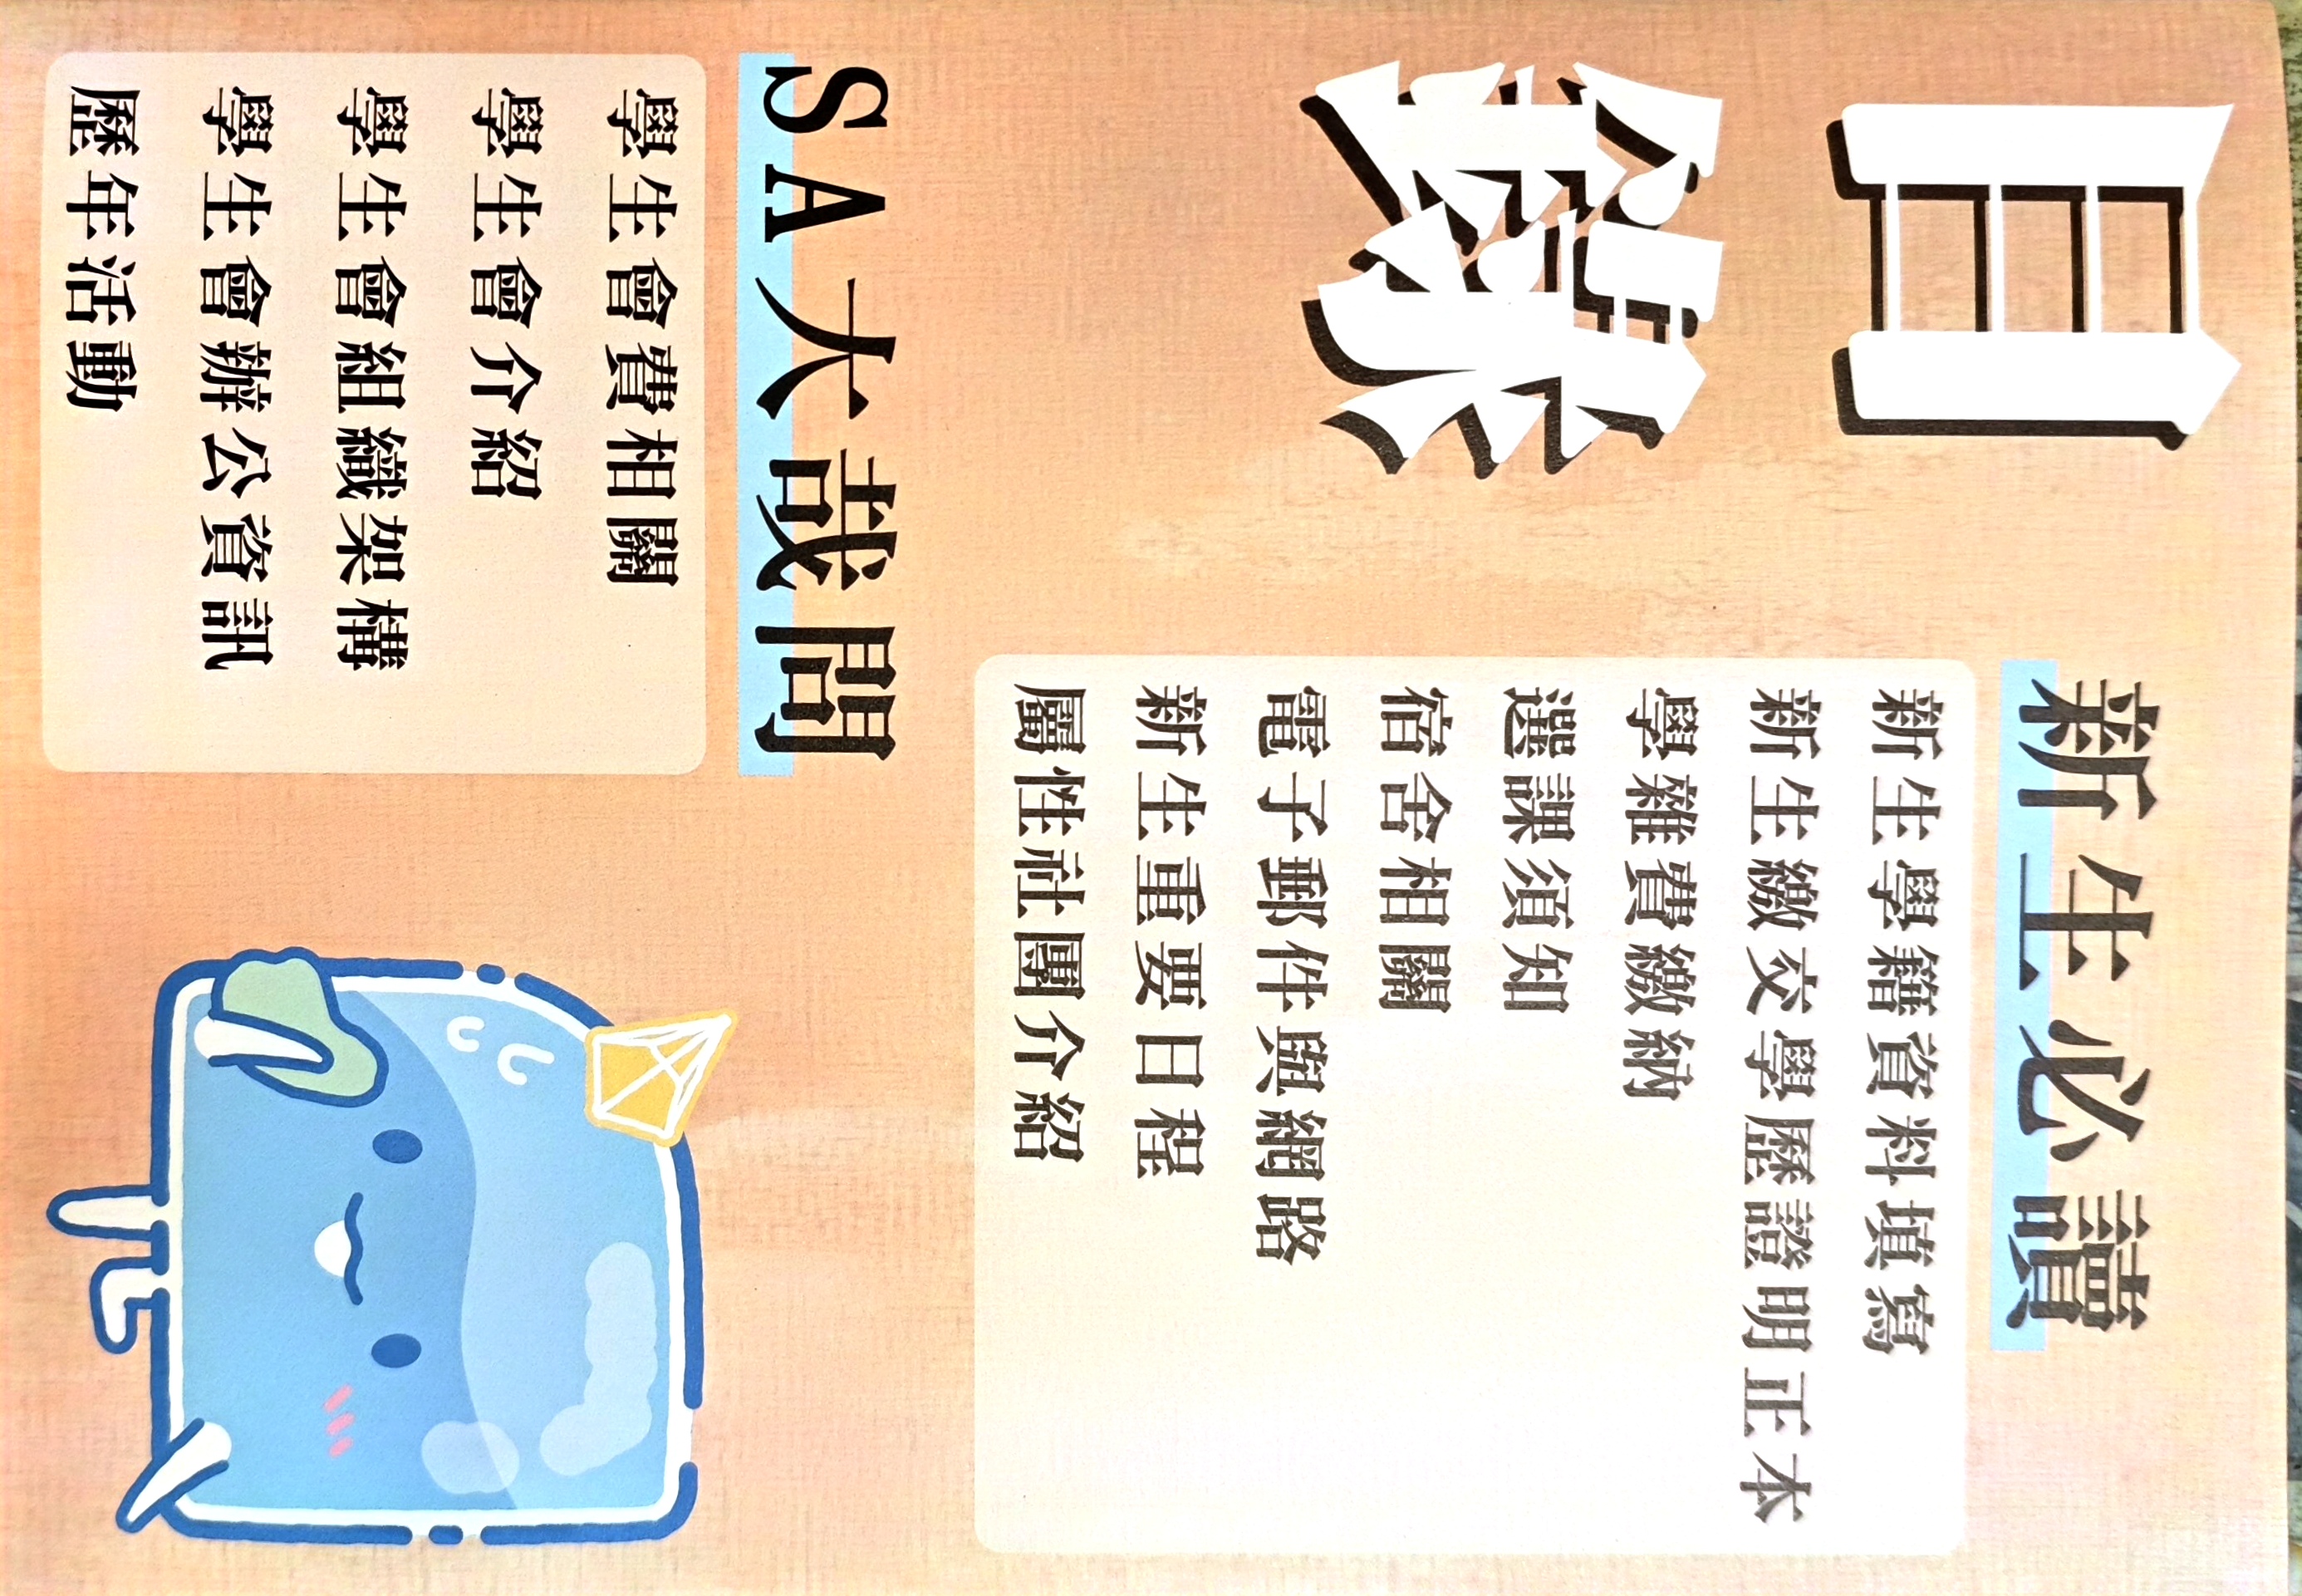 目錄
新生必讀
新生學籍資料填寫
新生繳交學歷證明正本
學雜費繳納
選課須知
宿舍相關
電子郵件與網路
新生重要日程
屬性社團介紹
SA大哉問
學生會費相關
學生會介紹
學生會組織架構
學生會辦公資訊
歷年活動